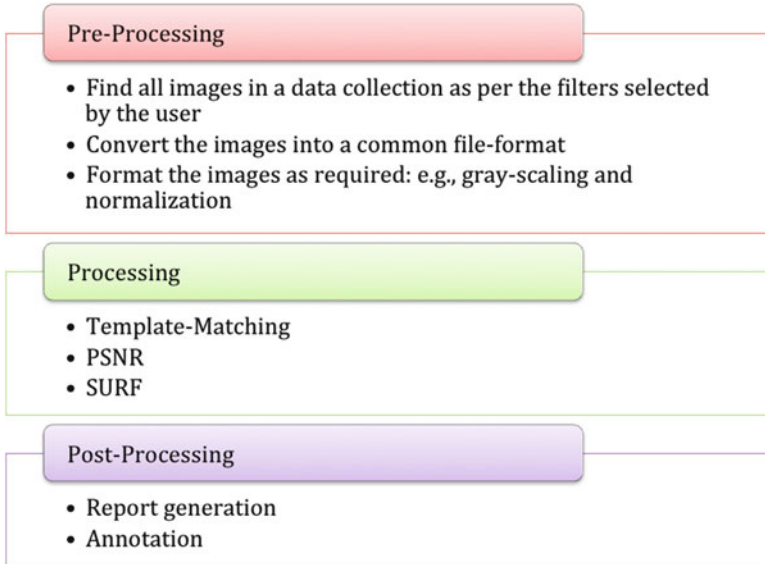 Pre-Processing
• Find all images in a data collection as per the filters selected
by the user
• Convert the images into a common file-format
• Format the images as required: e.g., gray-scaling and
normalization
Processing
• Template-Matching
• PSNR
• SURF
Post-Processing
• Report generation
• Annotation